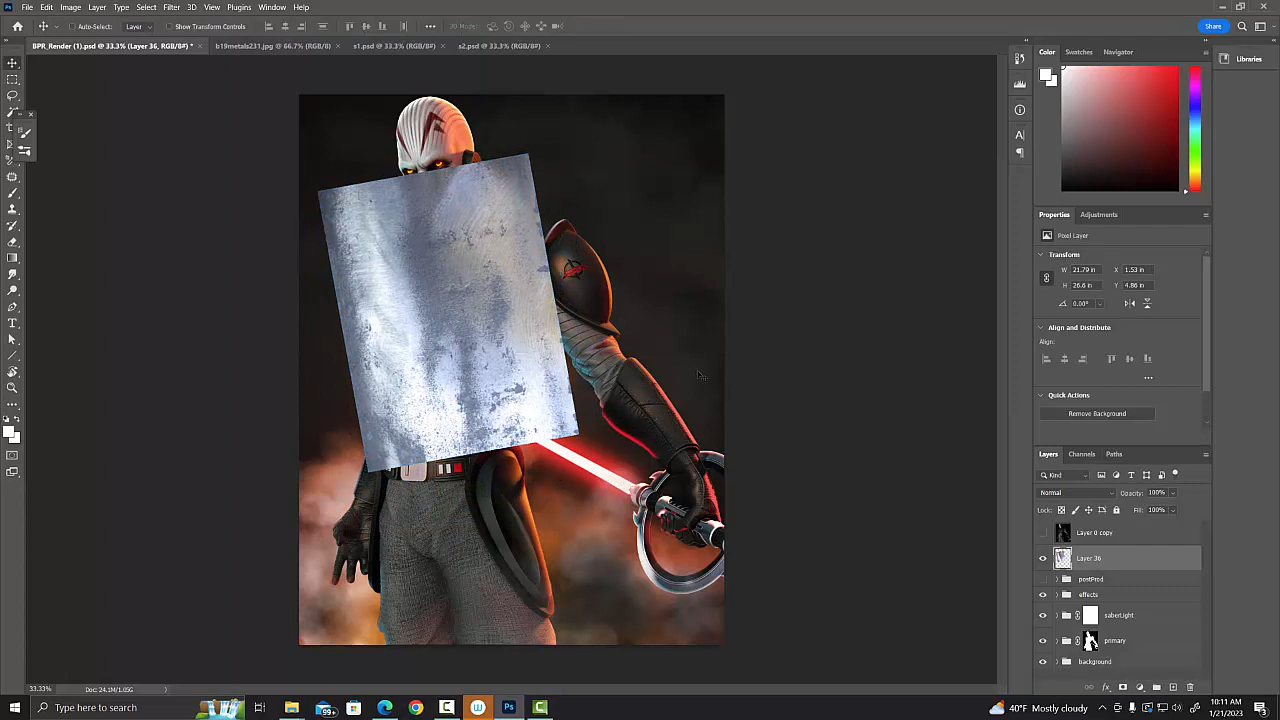 File Edit Image Layer Type Select Filter 3D View Plugins Window Help
Auto-Select: Layer Show Transform Controls 3D Mode: Share
BPR_Render (1).psd @ 33.3% (Layer 36, RGB/8#) * × b19metals231.jpg @ 66.7% (RGB/8) × s1.psd @ 33.3% (RGB/8#) × s2.psd @ 33.3% (RGB/8#) ×
Color Swatches Navigator
Libraries
Properties Adjustments
Pixel Layer
Transform
W 21.79 in X 1.53 in
H 26.6 in Y 4.86 in
0.00°
Align and Distribute
Align:
Quick Actions
Remove Background
Layers Channels Paths
Kind
Normal Opacity: 100%
Lock: Fill: 100%
Layer 0 copy
Layer 36
postProd
effects
saberLight
primary
background
33.33% Doc: 24.1M/1.05G
Type here to search
99+
40°F Mostly cloudy
10:11 AM
1/21/2023